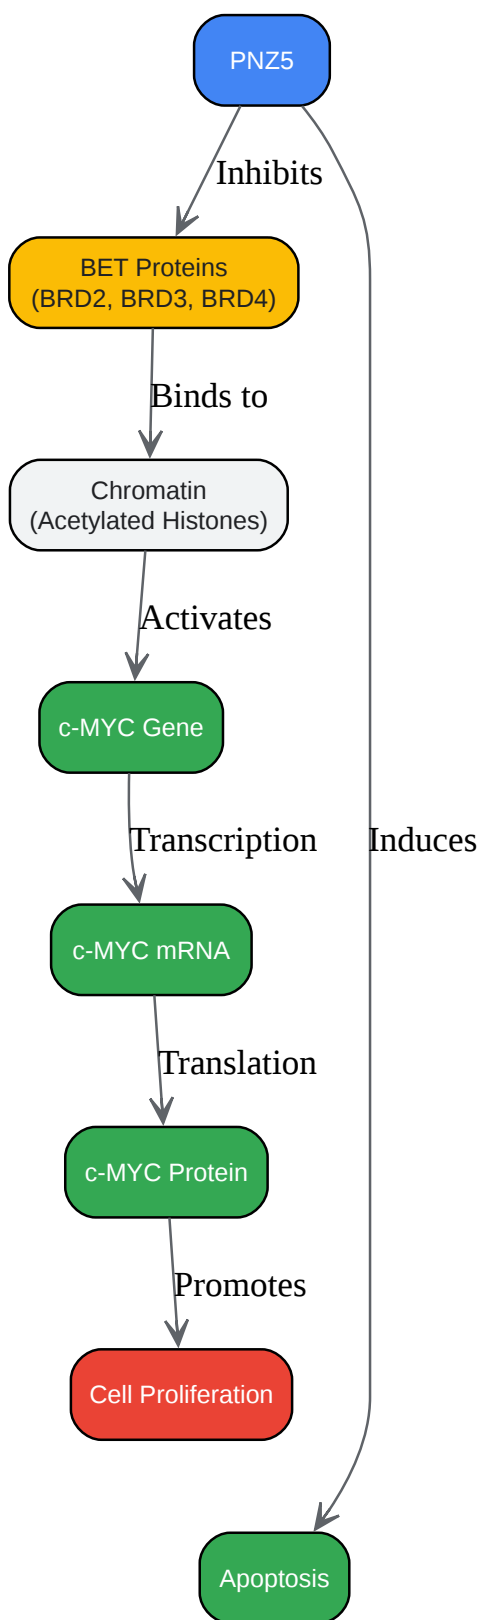 PNZ5
Inhibits
BET Proteins
(BRD2, BRD3, BRD4)
Binds to
Chromatin
(Acetylated Histones)
Activates
c-MYC Gene
Transcription
Induces
c-MYC mRNA
Translation
c-MYC Protein
Promotes
Cell Proliferation
Apoptosis